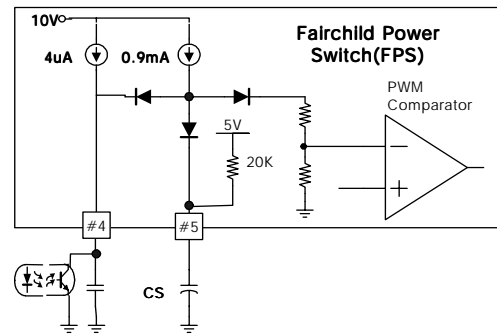 10V
Fairchild Power
Switch(FPS)
4uA
0.9mA
PWM
Comparator
5V
20K
#4
#5
CS